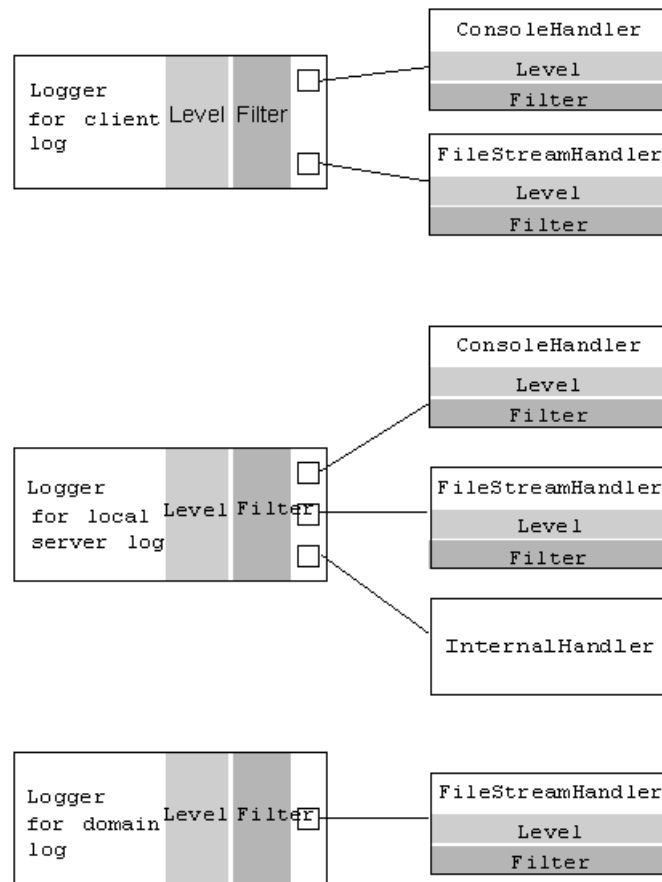 ConsoleHandler
Level
Filter
Logger
for client
log
Level
Filter
FileStreamHandler
Level
Filter
ConsoleHandler
Level
Filter
Logger
for local
server log
Level
Filter
FileStreamHandler
Level
Filter
InternalHandler
Logger
for domain
log
Level
Filter
FileStreamHandler
Level
Filter